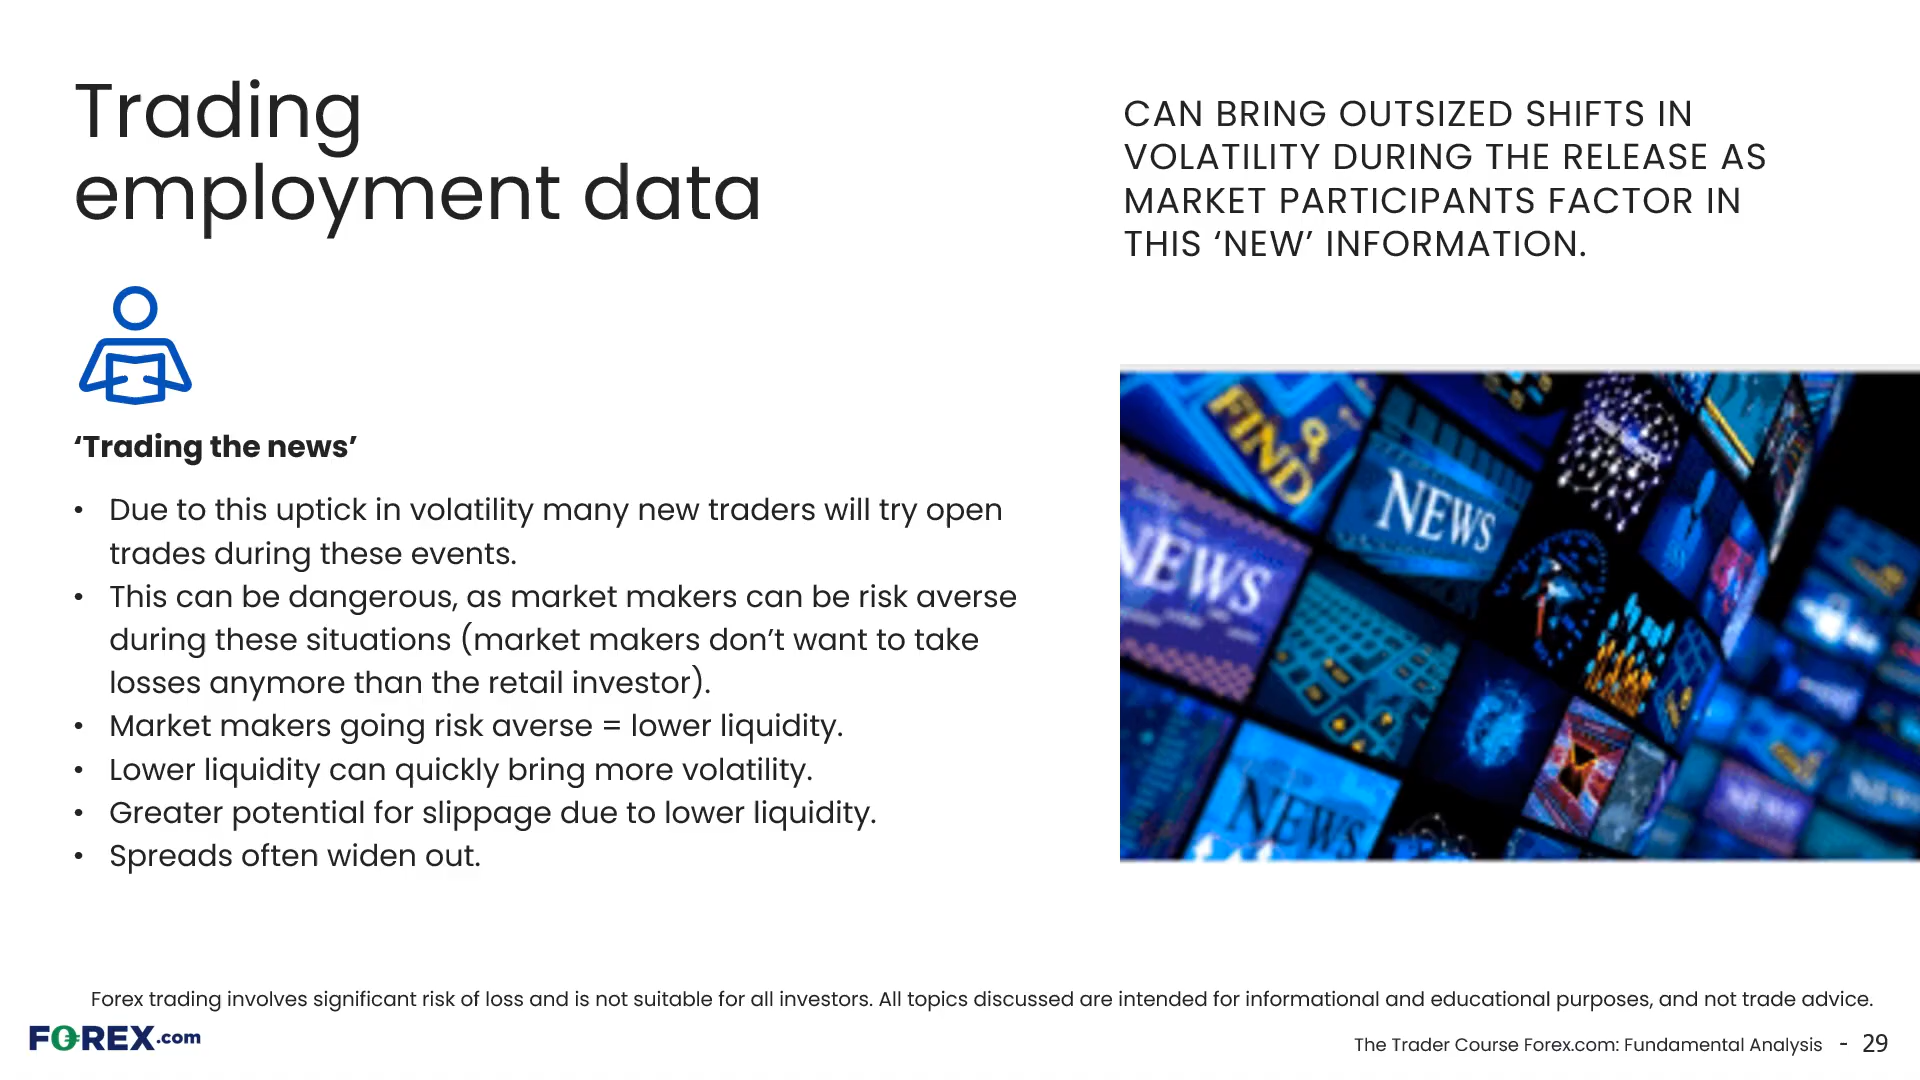 Trading
employment data
CAN BRING OUTSIZED SHIFTS IN
VOLATILITY DURING THE RELEASE AS
MARKET PARTICIPANTS FACTOR IN
THIS ‘NEW’ INFORMATION.
‘Trading the news’
• Due to this uptick in volatility many new traders will try open
trades during these events.
• This can be dangerous, as market makers can be risk averse
during these situations (market makers don’t want to take
losses anymore than the retail investor).
• Market makers going risk averse = lower liquidity.
• Lower liquidity can quickly bring more volatility.
• Greater potential for slippage due to lower liquidity.
• Spreads often widen out.
FIND
NEWS
NEWS
NEWS
NEWS
Forex trading involves significant risk of loss and is not suitable for all investors. All topics discussed are intended for informational and educational purposes, and not trade advice.
FOREX.com
The Trader Course Forex.com: Fundamental Analysis - 29